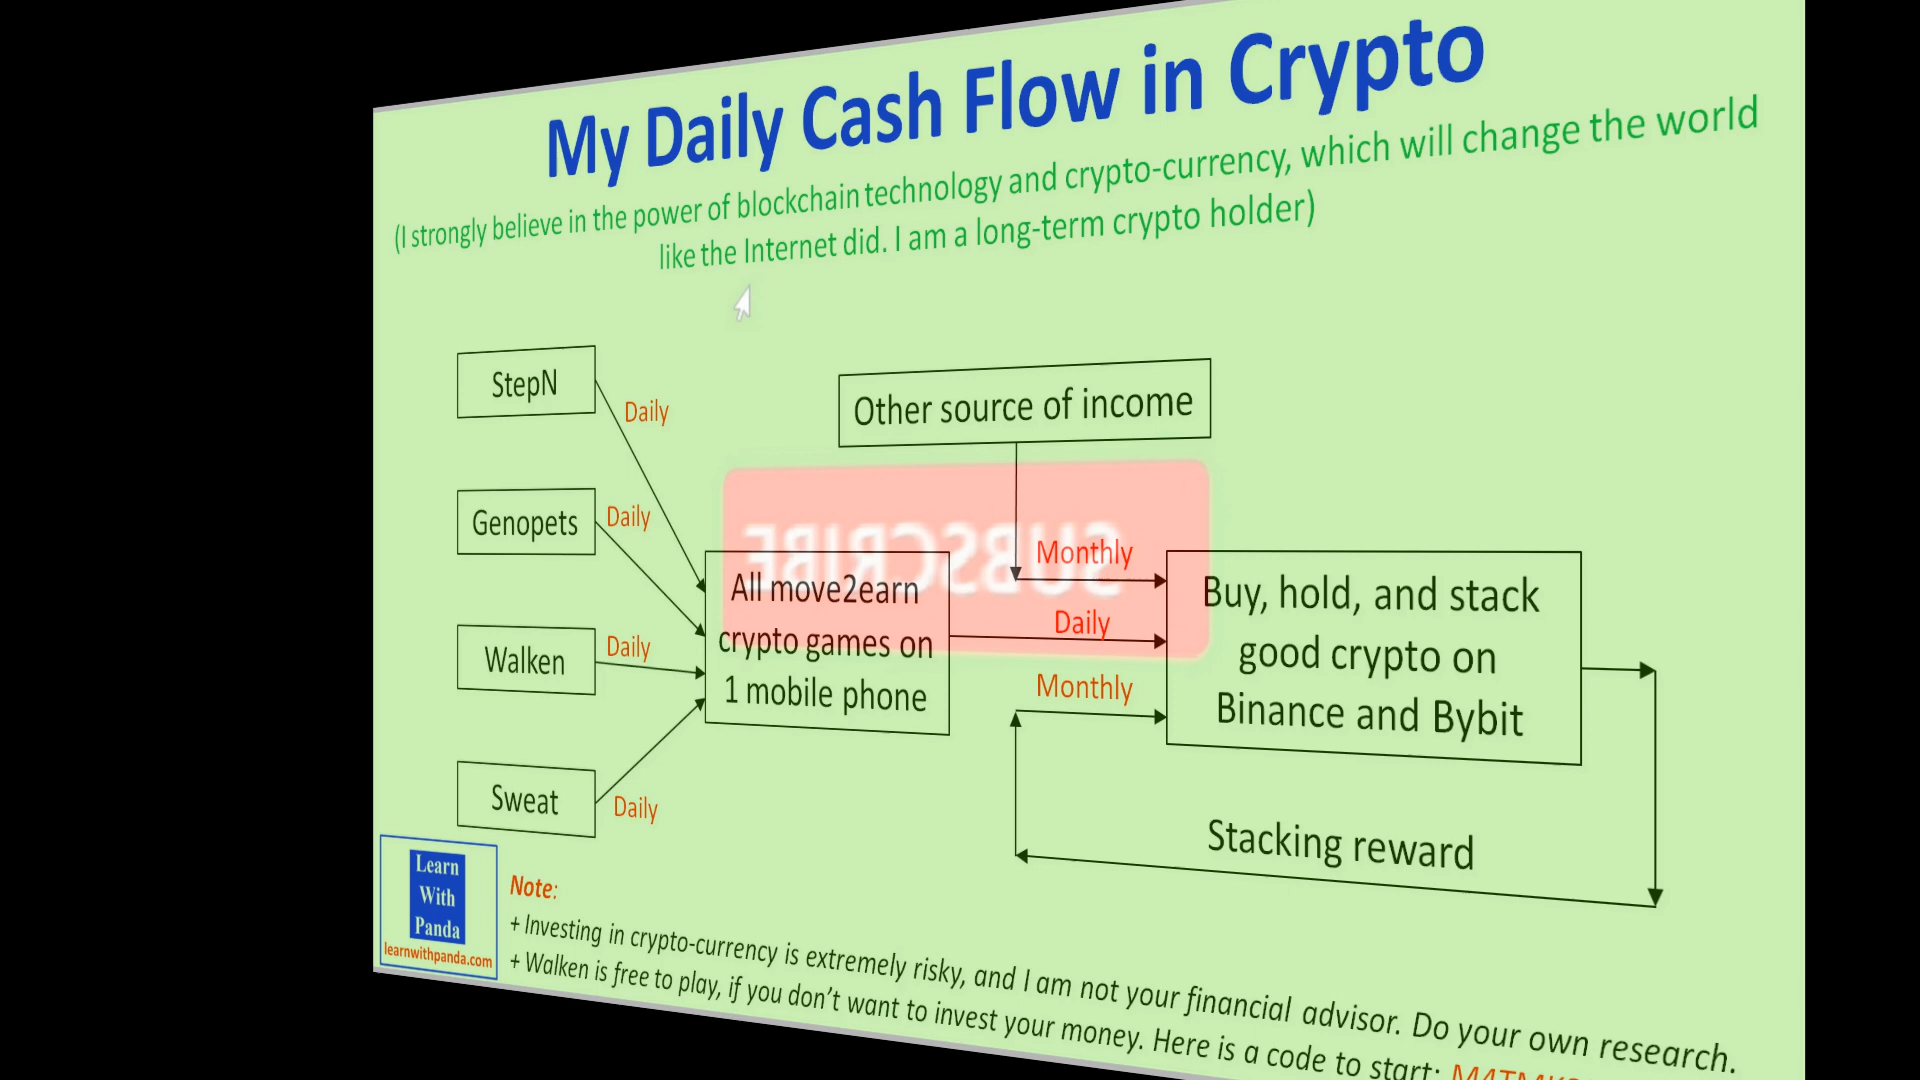 My Daily Cash Flow in Crypto
(I strongly believe in the power of blockchain technology and crypto-currency, which will change the world
like the Internet did. I am a long-term crypto holder)
StepN
Daily
Other source of income
Genopets
Daily
SUBSCRIBE
Monthly
All move2earn
crypto games on
1 mobile phone
Daily
Buy, hold, and stack
good crypto on
Binance and Bybit
Walken
Daily
Monthly
Sweat
Daily
Stacking reward
Learn
With
Panda
learnwithpanda.com
Note:
+ Investing in crypto-currency is extremely risky, and I am not your financial advisor. Do your own research.
+ Walken is free to play, if you don't want to invest your money. Here is a code to start: